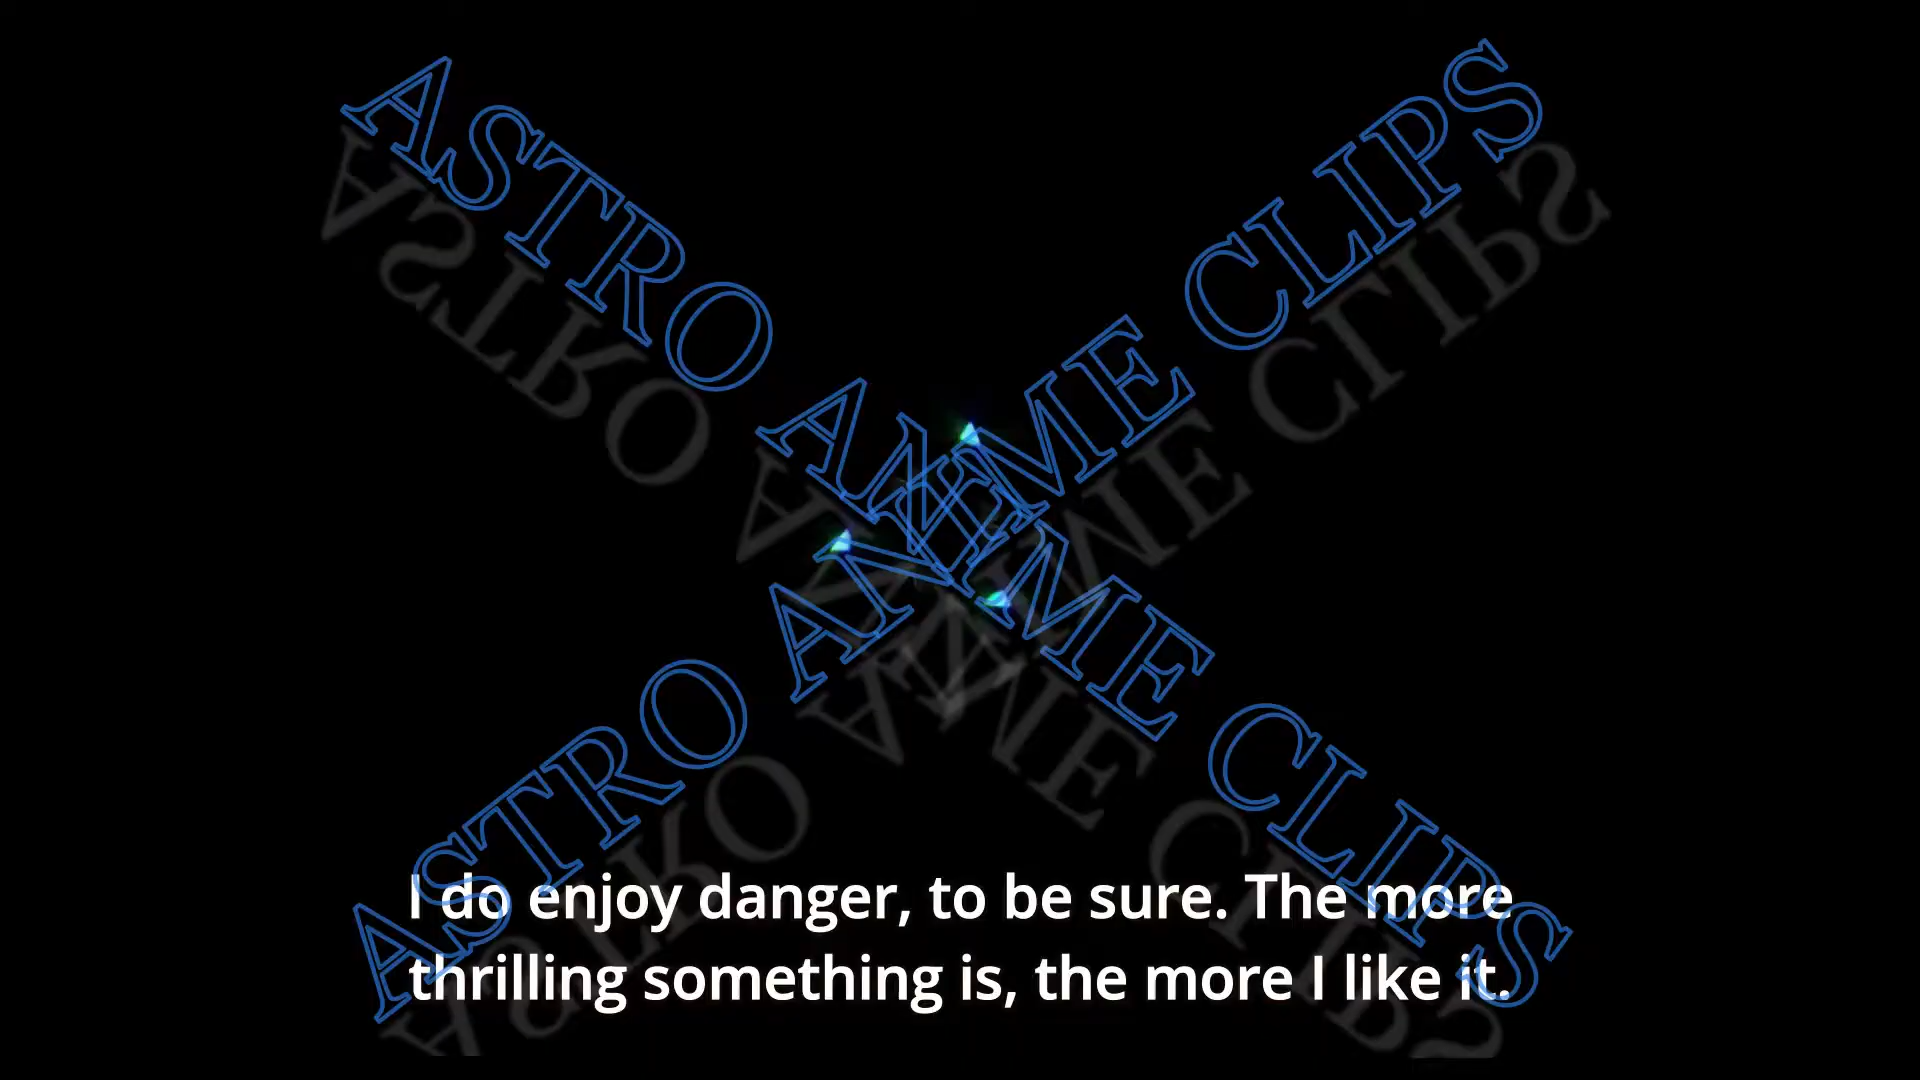 ASTRO ANIME CLIPS
ASTRO ANIME CLIPS
I do enjoy danger, to be sure. The more
thrilling something is, the more I like it.